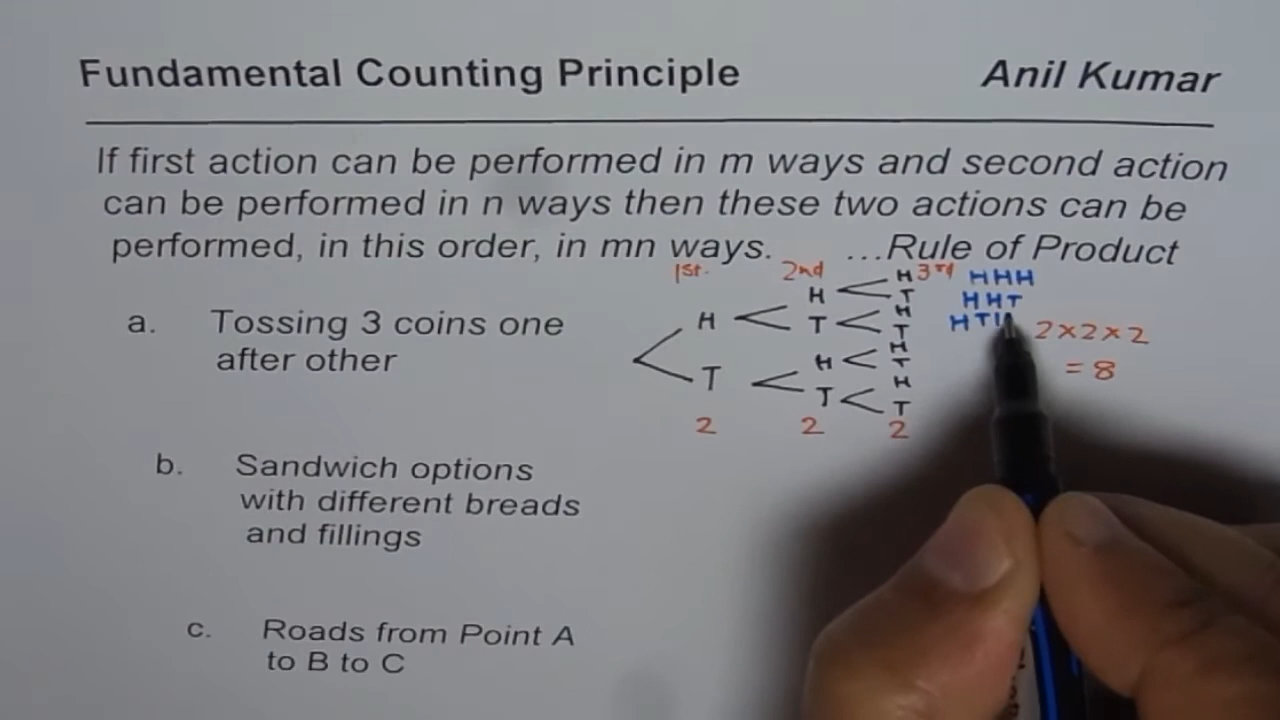 Fundamental Counting Principle Anil Kumar
If first action can be performed in m ways and second action
can be performed in n ways then these two actions can be
performed, in this order, in mn ways. ...Rule of Product
1st. 2nd 3rd
H H H H H H
T H H T
a. Tossing 3 coins one
after other
H T H H T
T 2×2×2
H H
T
T T H
T
= 8
2 2 2
b. Sandwich options
with different breads
and fillings
c. Roads from Point A
to B to C